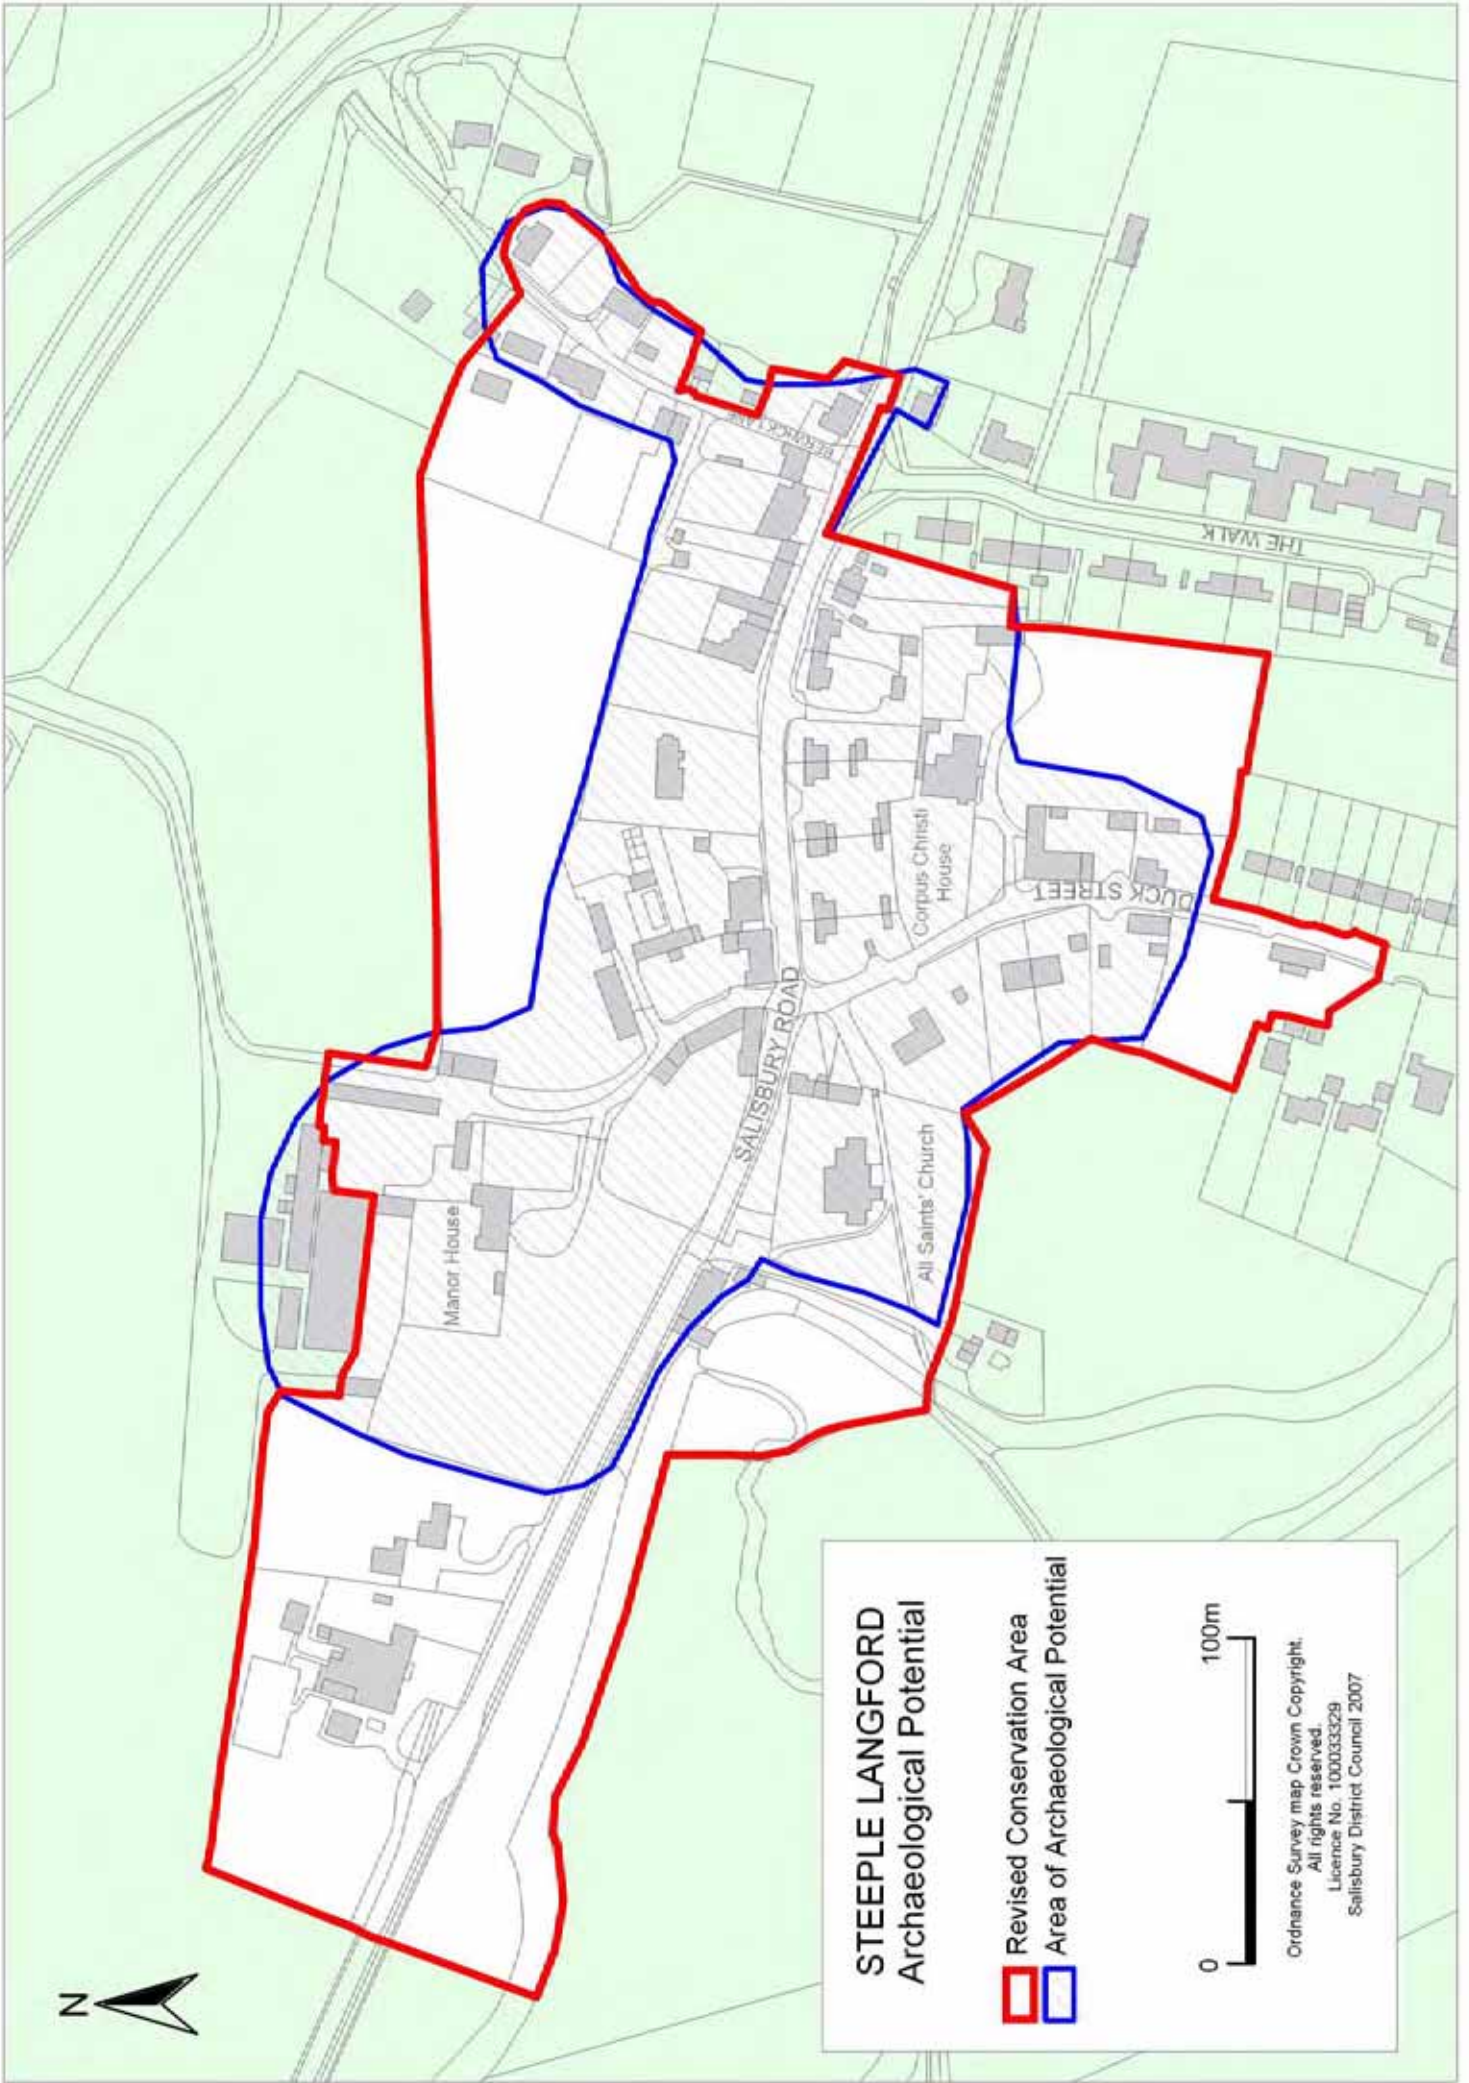 N
Manor House
SALISBURY ROAD
All Saints' Church
Corpus Christi
House
DUCK STREET
BERWICK LANE
THE WALK
STEEPLE LANGFORD
Archaeological Potential
Revised Conservation Area
Area of Archaeological Potential
0
100m
Ordnance Survey map Crown Copyright.
All rights reserved.
Licence No. 100033329
Salisbury District Council 2007